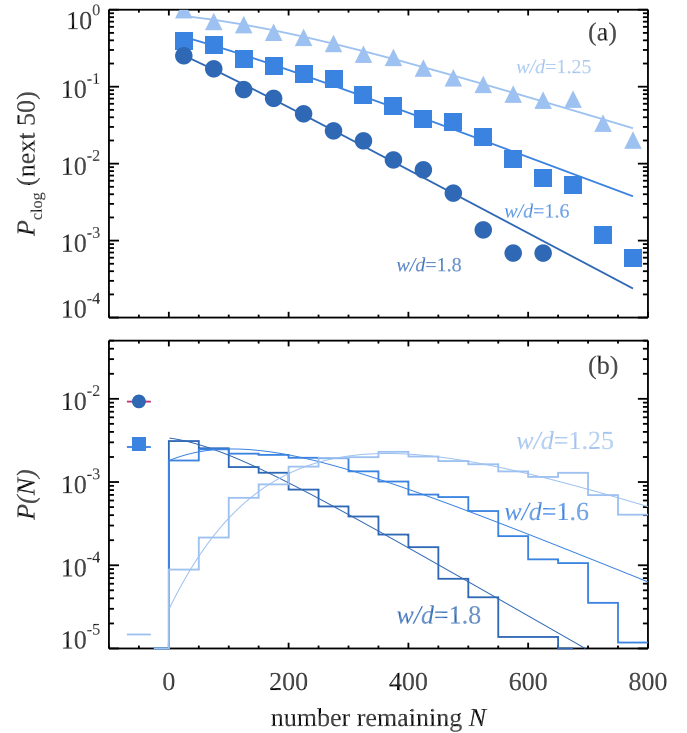 10^0
(a)
w/d=1.25
10^-1
P_clog (next 50)
10^-2
w/d=1.6
10^-3
w/d=1.8
10^-4
(b)
10^-2
w/d=1.25
P(N)
10^-3
w/d=1.6
10^-4
w/d=1.8
10^-5
0 200 400 600 800
number remaining N